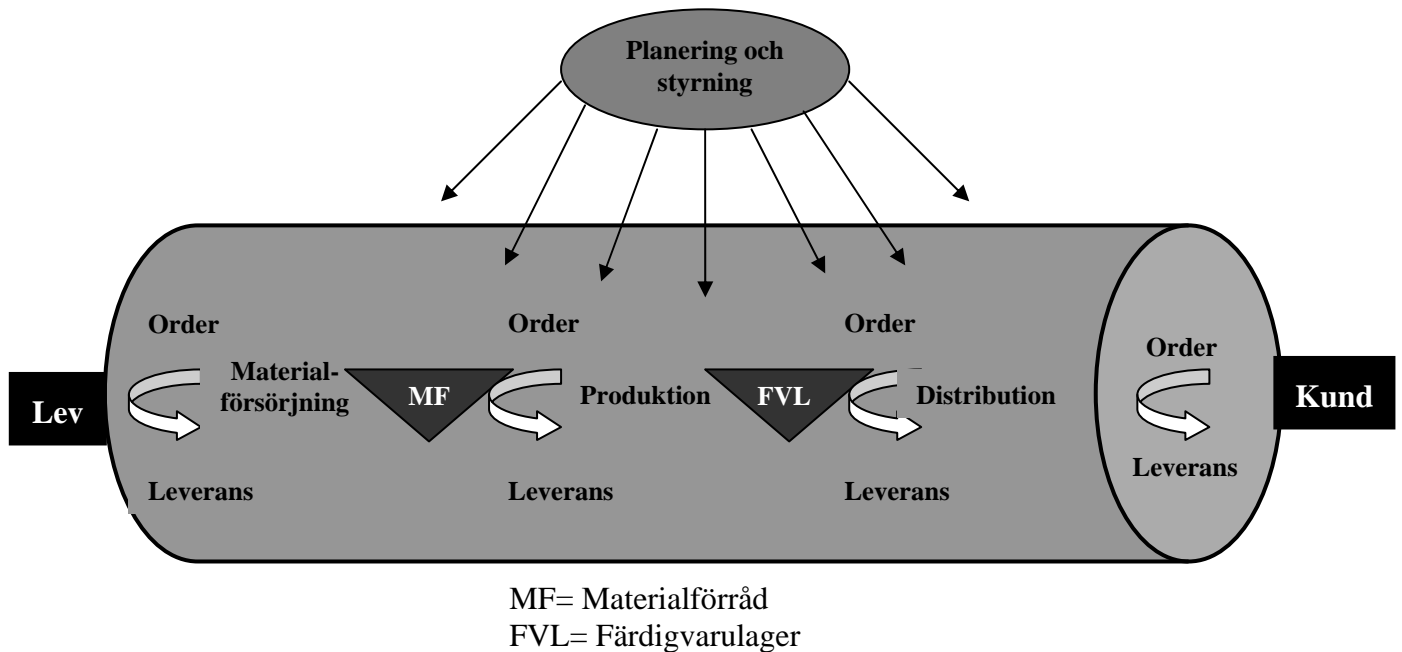 Planering och
styrning
Order
Order
Order
Order
Lev
Material-
försörjning
MF
Produktion
FVL
Distribution
Kund
Leverans
Leverans
Leverans
Leverans
MF= Materialförråd
FVL= Färdigvarulager